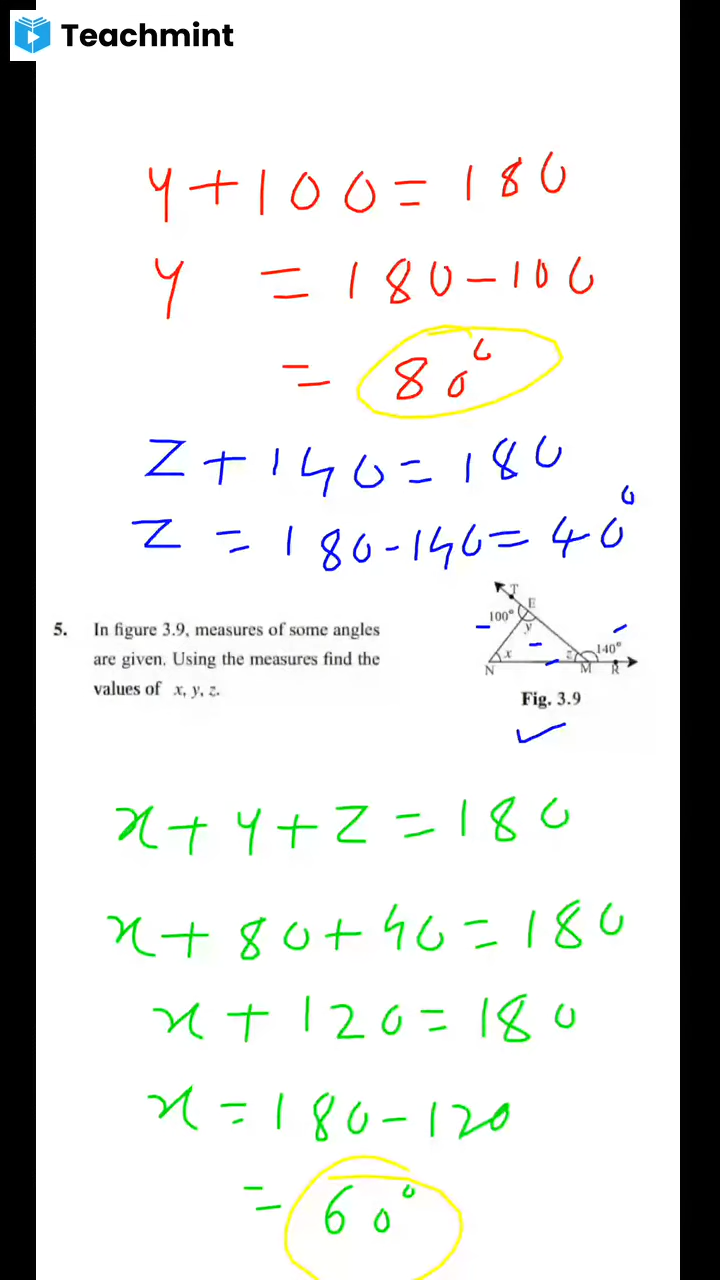 Teachmint
y + 100 = 180
y = 180 - 100
= 80°
z + 140 = 180
z = 180 - 140 = 40°
5. In figure 3.9, measures of some angles
are given. Using the measures find the
values of x, y, z.
T
E
100°
y
x
z
140°
N
M
R
Fig. 3.9
x + y + z = 180
x + 80 + 40 = 180
x + 120 = 180
x = 180 - 120
= 60°